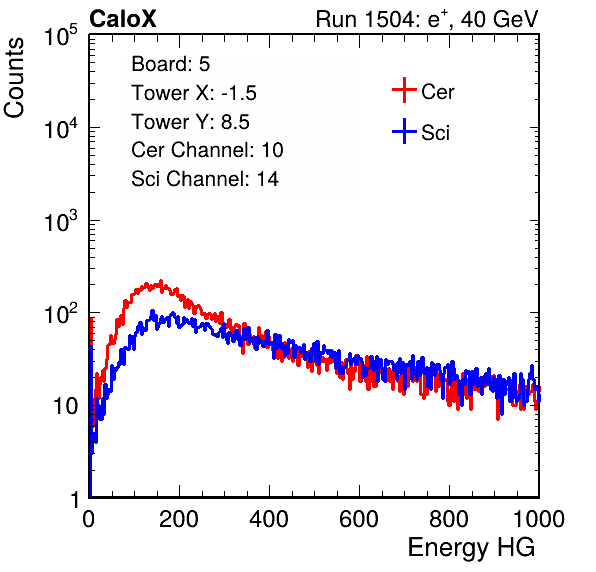 CaloX Run 1504: e⁺, 40 GeV
Counts
Board: 5
Tower X: -1.5
Tower Y: 8.5
Cer Channel: 10
Sci Channel: 14
Cer
Sci
10⁵
10⁴
10³
10²
10
1
0 200 400 600 800 1000
Energy HG